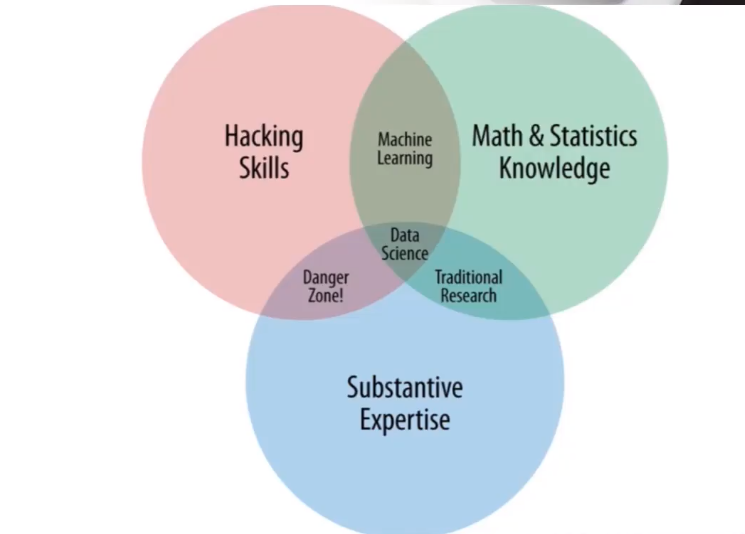 Hacking
Skills
Machine
Learning
Math & Statistics
Knowledge
Data
Science
Danger
Zone!
Traditional
Research
Substantive
Expertise